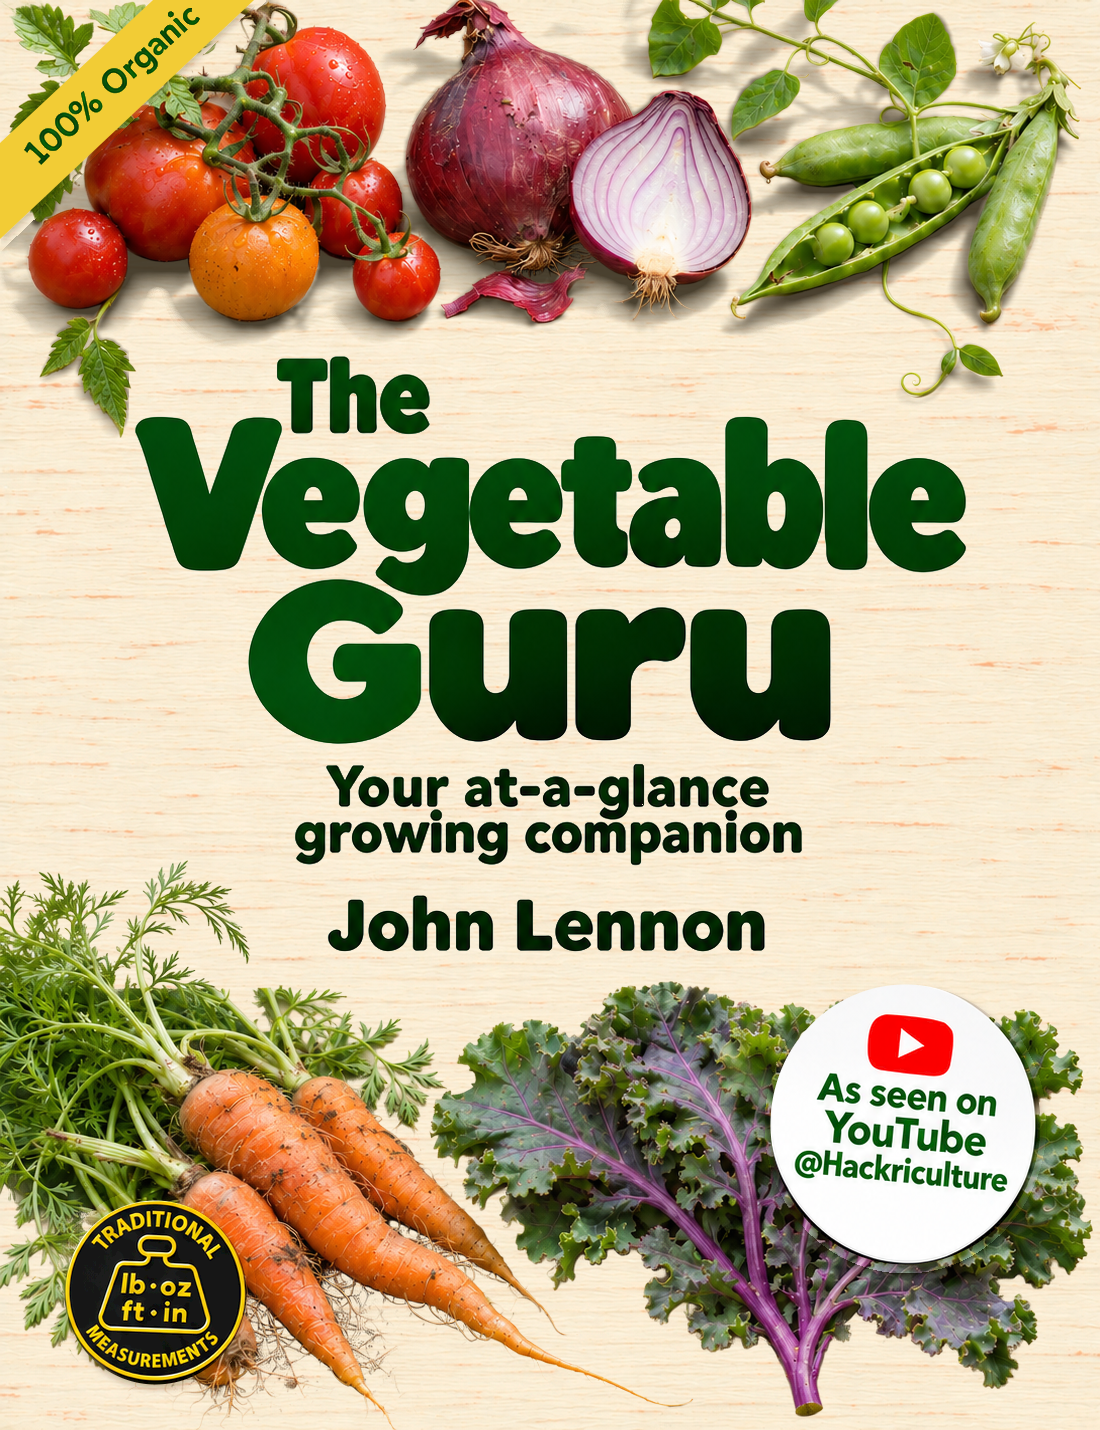 100% Organic
The
Vegetable
Guru
Your at-a-glance
growing companion
John Lennon
As seen on
YouTube
@Hackriculture
TRADITIONAL
lb·oz
ft·in
MEASUREMENTS